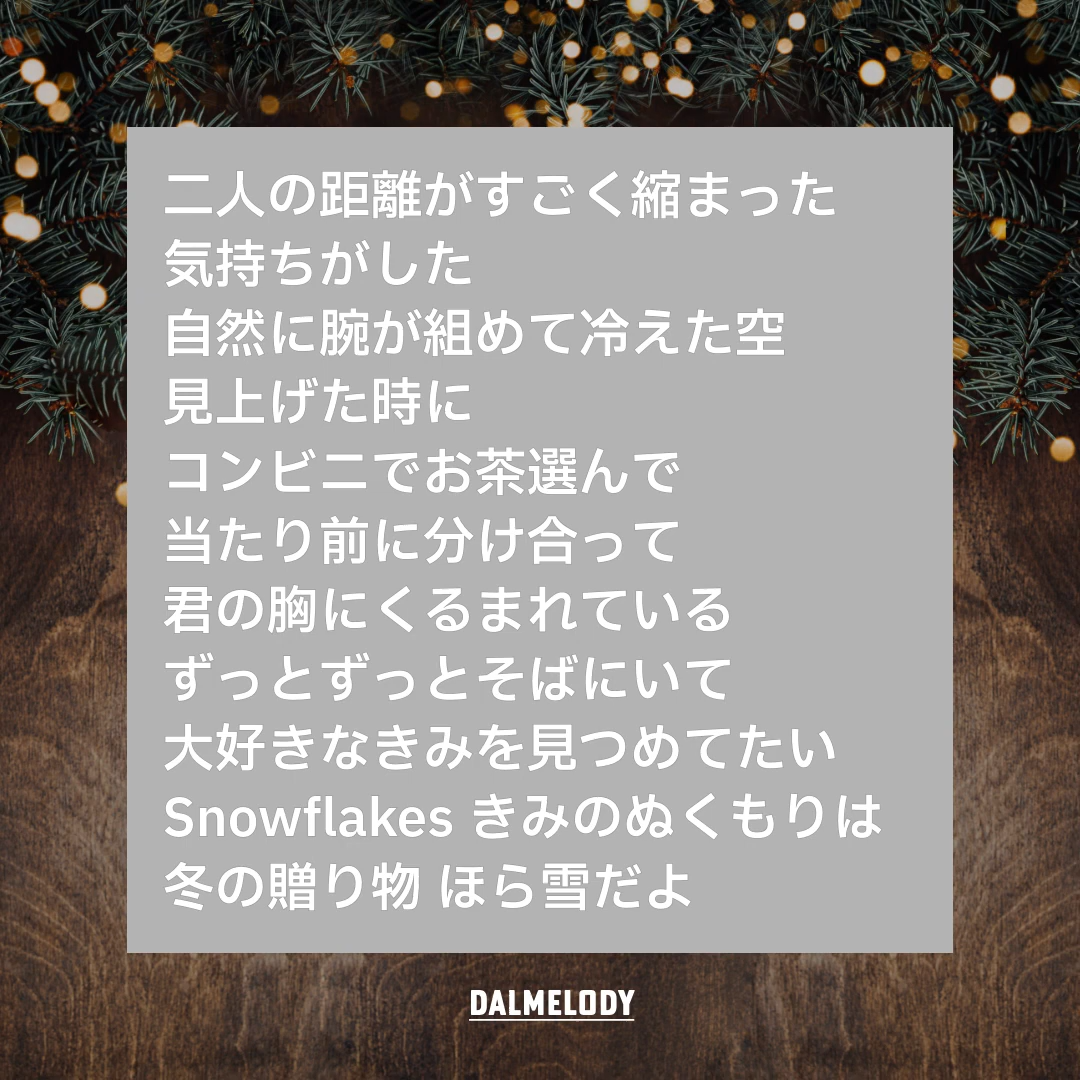 二人の距離がすごく縮まった
気持ちがした
自然に腕が組めて冷えた空
見上げた時に
コンビニでお茶選んで
当たり前に分け合って
君の胸にくるまれている
ずっとずっとそばにいて
大好きなきみを見つめてたい
Snowflakes きみのぬくもりは
冬の贈り物 ほら雪だよ
DALMELODY